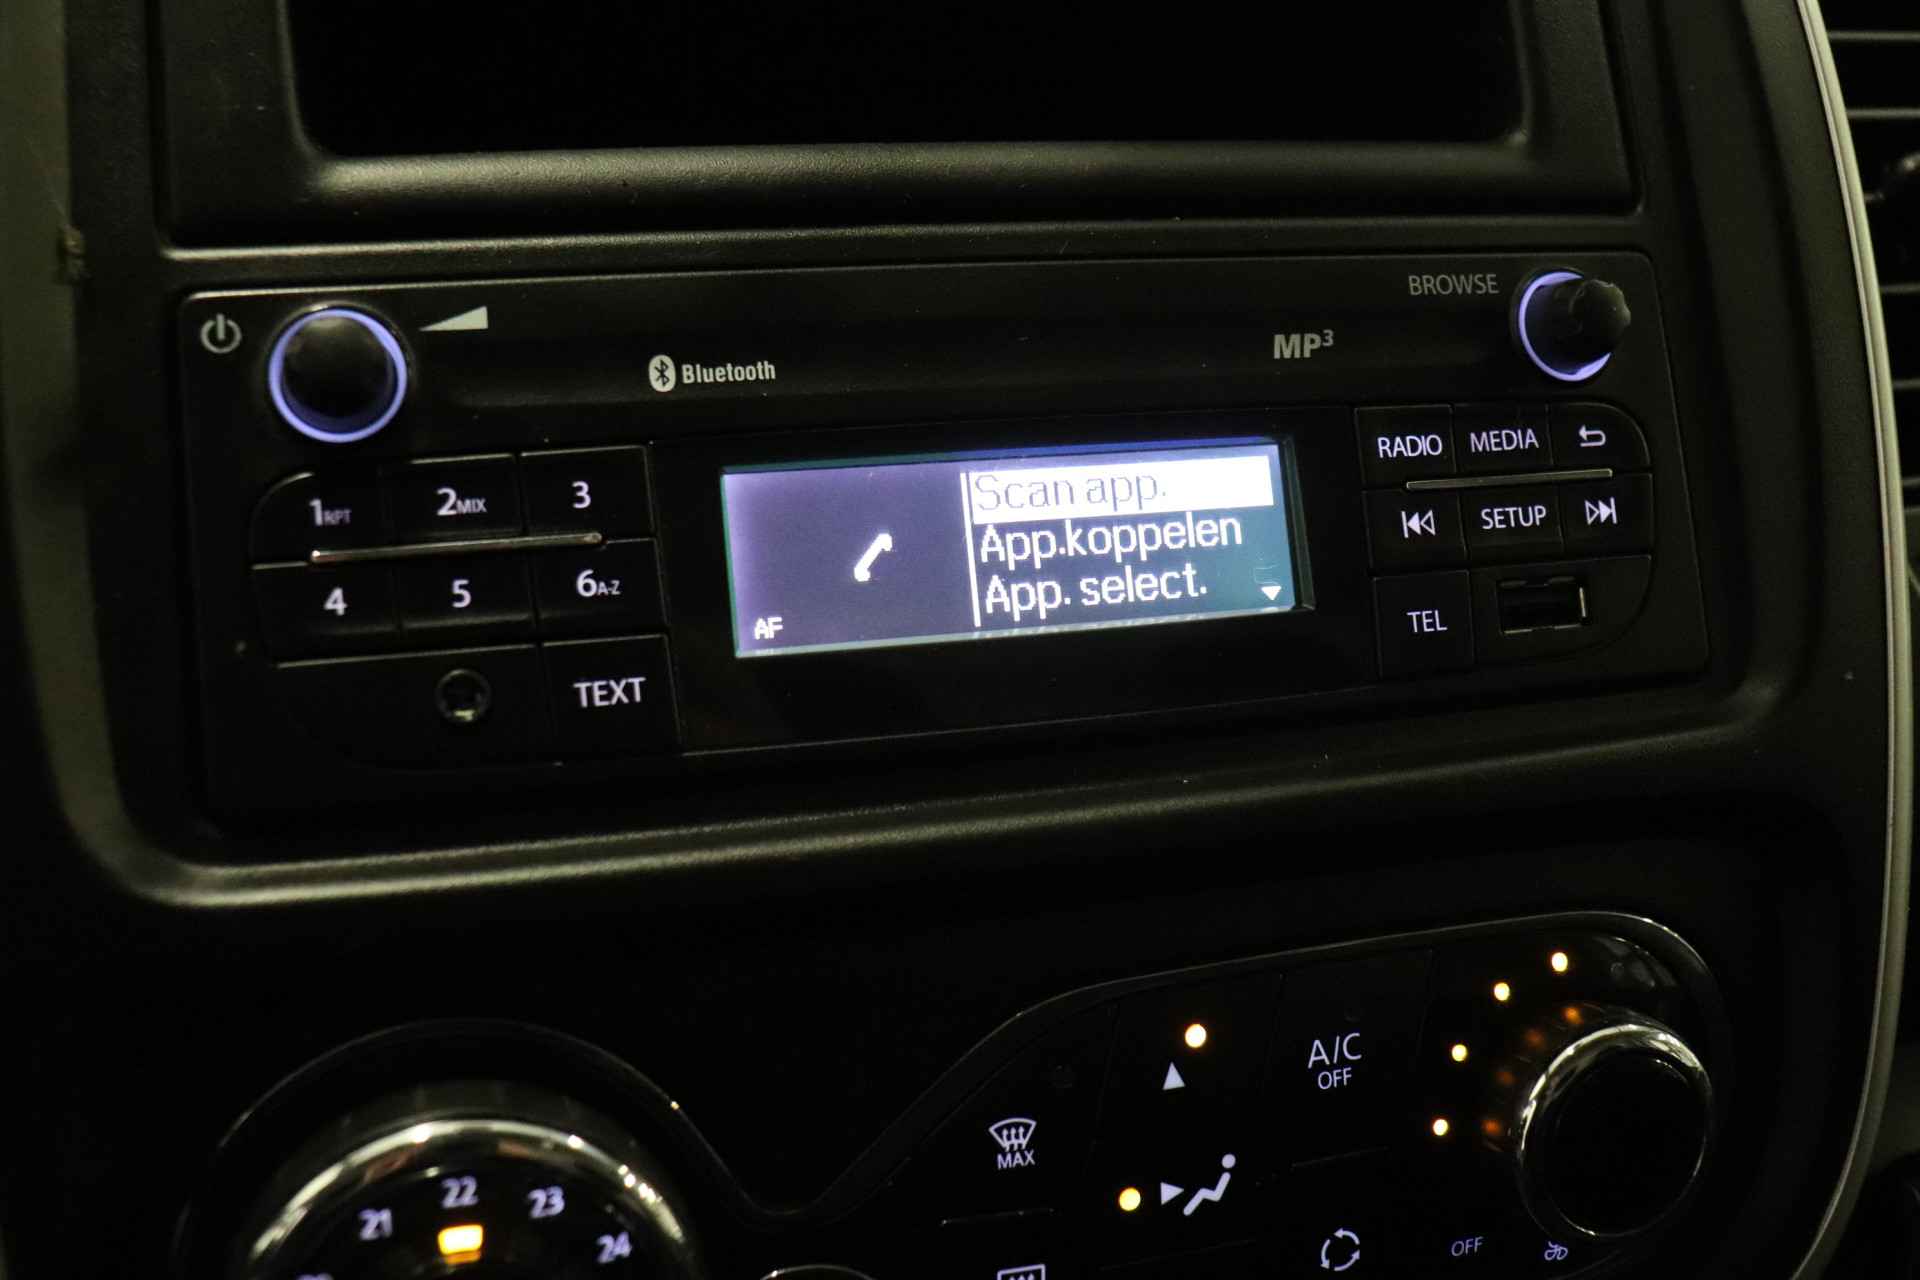 BROWSE
MP3
Bluetooth
1RPT 2MIX 3
4 5 6A-Z
TEXT
Scan app.
App.koppelen
App. select.
AF
RADIO MEDIA
SETUP
TEL
A/C
OFF
MAX
21 22 23 24
OFF